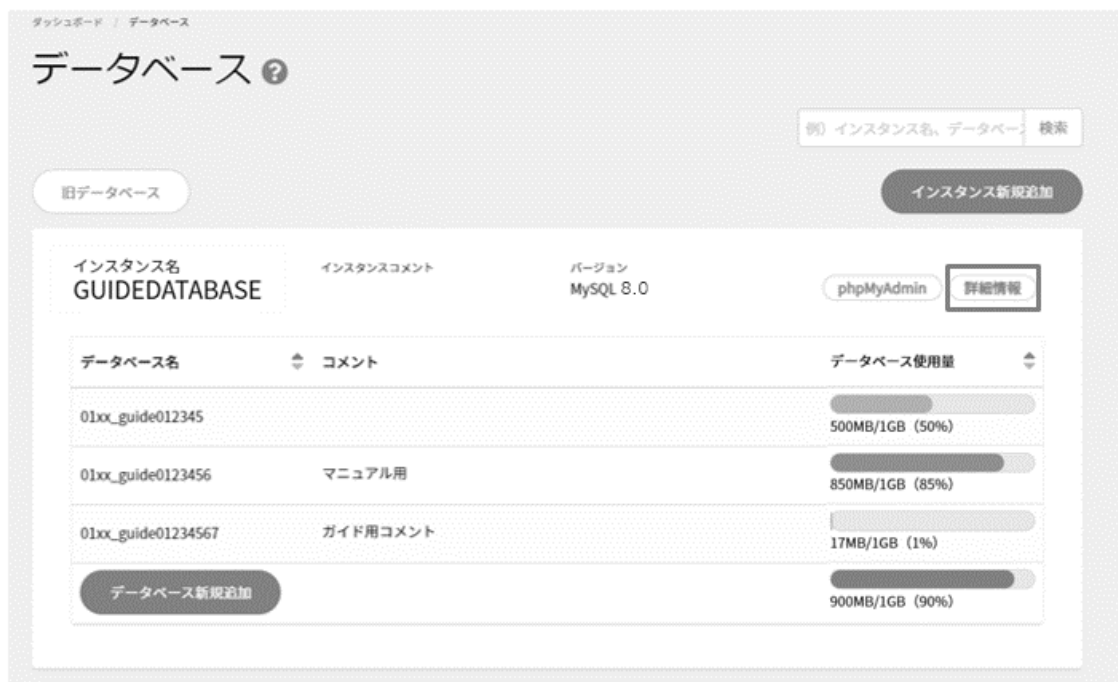 ダッシュボード / データベース
データベース ?
例）インスタンス名、データベース 検索
旧データベース インスタンス新規追加
インスタンス名 インスタンスコメント バージョン
GUIDEDATABASE MySQL 8.0 phpMyAdmin 詳細情報
データベース名 コメント データベース使用量
01xx_guide012345 500MB/1GB（50%）
01xx_guide0123456 マニュアル用 850MB/1GB（85%）
01xx_guide01234567 ガイド用コメント 17MB/1GB（1%）
データベース新規追加 900MB/1GB（90%）